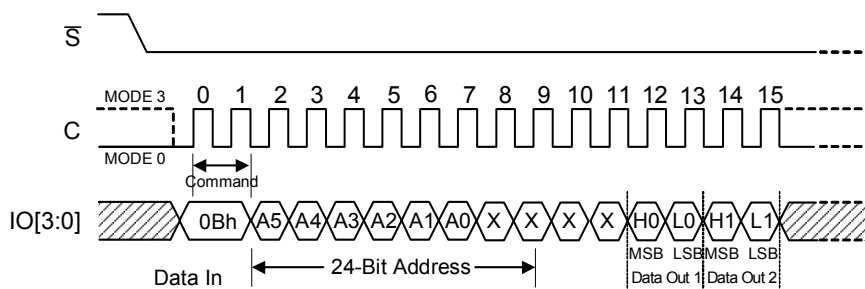 S
MODE 3
0 1 2 3 4 5 6 7 8 9 10 11 12 13 14 15
C
MODE 0
Command
IO[3:0]
0Bh A5 A4 A3 A2 A1 A0 X X X X H0 L0 H1 L1
MSB LSB MSB LSB
Data In 24-Bit Address Data Out 1 Data Out 2